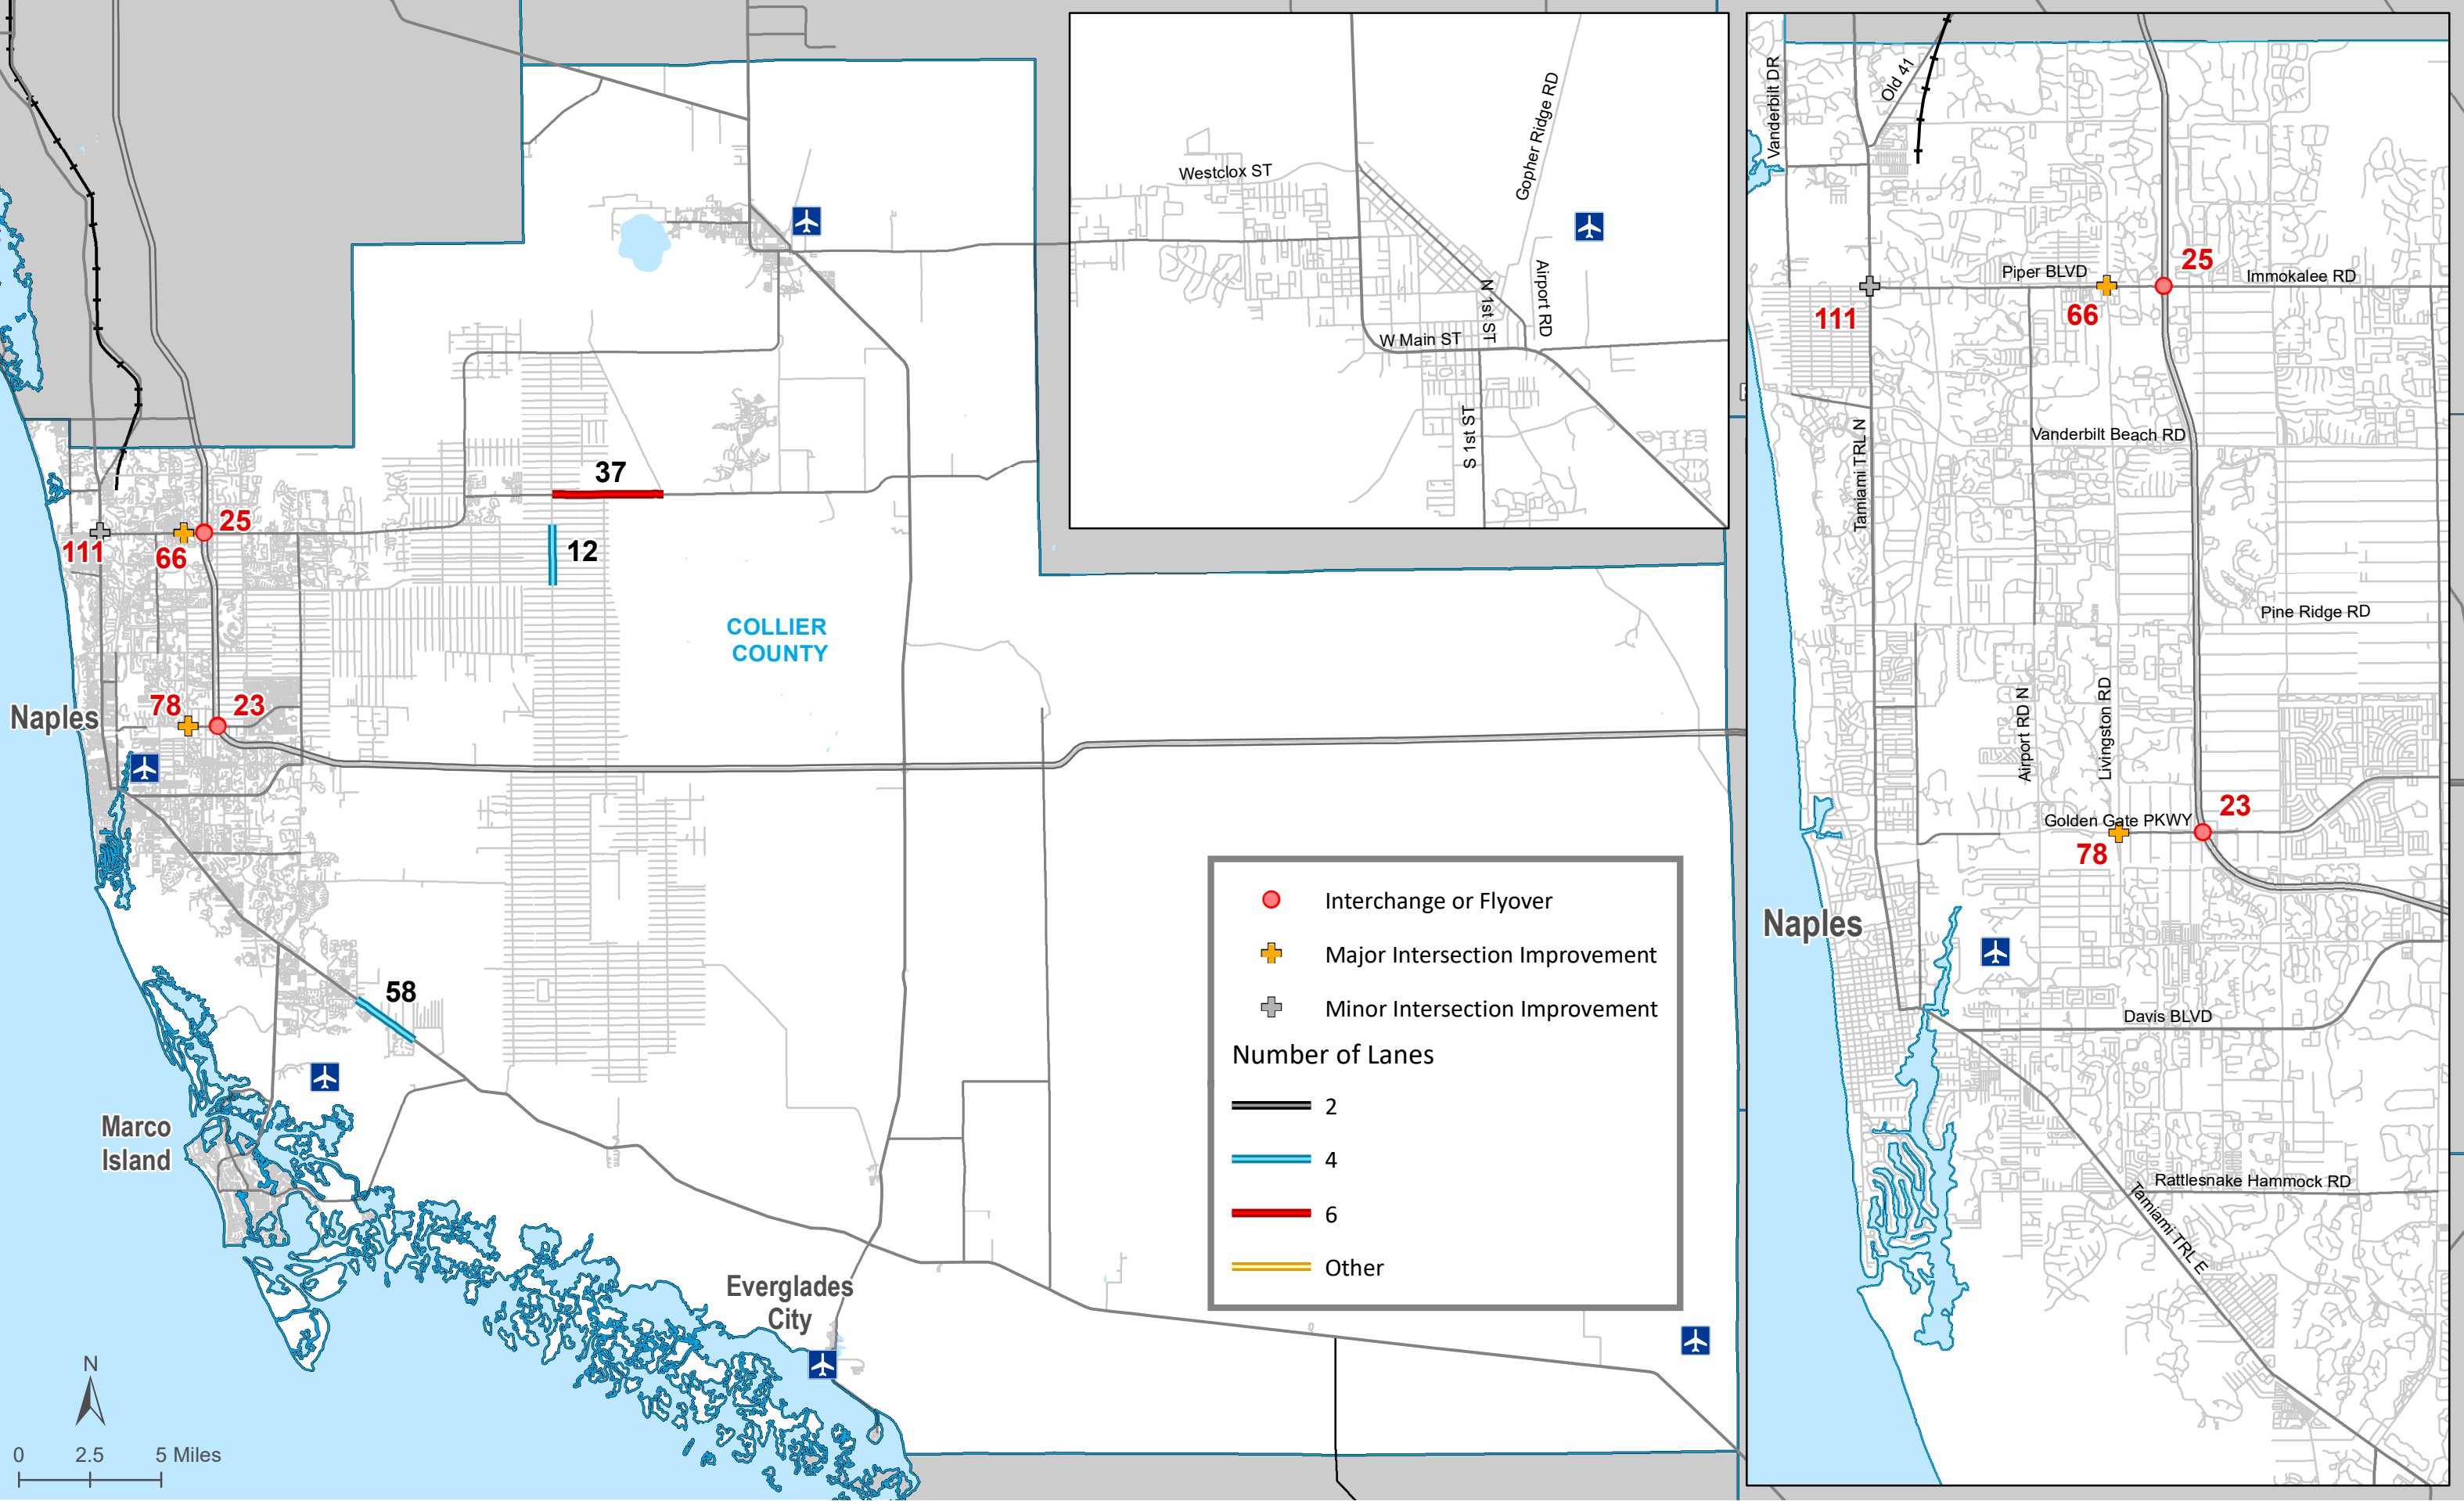 37
25
111
66
12
COLLIER
COUNTY
78
23
Naples
58
Marco
Island
Everglades
City
N
0 2.5 5 Miles
Westclox ST
Gopher Ridge RD
Airport RD
N 1st ST
W Main ST
S 1st ST
Interchange or Flyover
Major Intersection Improvement
Minor Intersection Improvement
Number of Lanes
2
4
6
Other
Vanderbilt DR
Old 41
25
Piper BLVD
Immokalee RD
111
66
Tamiami TRL N
Vanderbilt Beach RD
Pine Ridge RD
Airport RD N
Livingston RD
23
Golden Gate PKWY
78
Naples
Davis BLVD
Rattlesnake Hammock RD
Tamiami TRL E